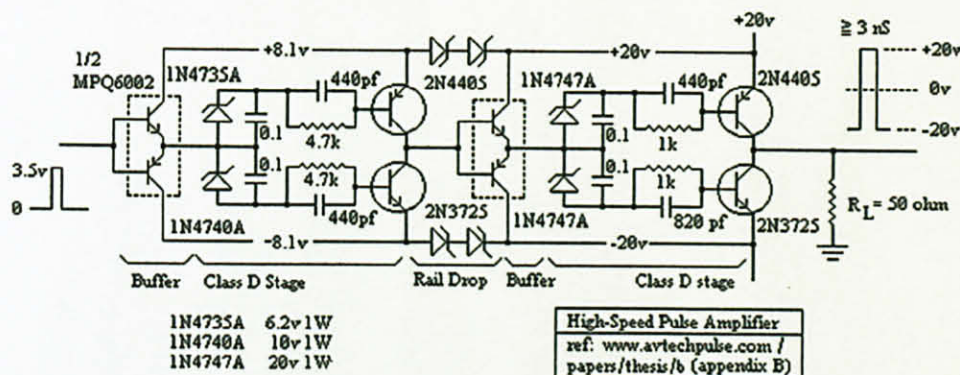 +20v
1/2
MPQ6002
1N4735A
+8.1v
440pf
2N4405
+20v
1N4747A
440pf
2N4405
≧ 3 nS
+20v
0v
-20v
0.1
4.7k
0.1
4.7k
0.1
1k
0.1
1k
3.5v
0
1N4740A
440pf
2N3725
1N4747A
820 pf
2N3725
R_L = 50 ohm
-8.1v
-20v
Buffer
Class D Stage
Rail Drop
Buffer
Class D stage
1N4735A 6.2v 1W
1N4740A 10v 1W
1N4747A 20v 1W
High-Speed Pulse Amplifier
ref: www.avtechpulse.com /
papers/thesis/b (appendix B)